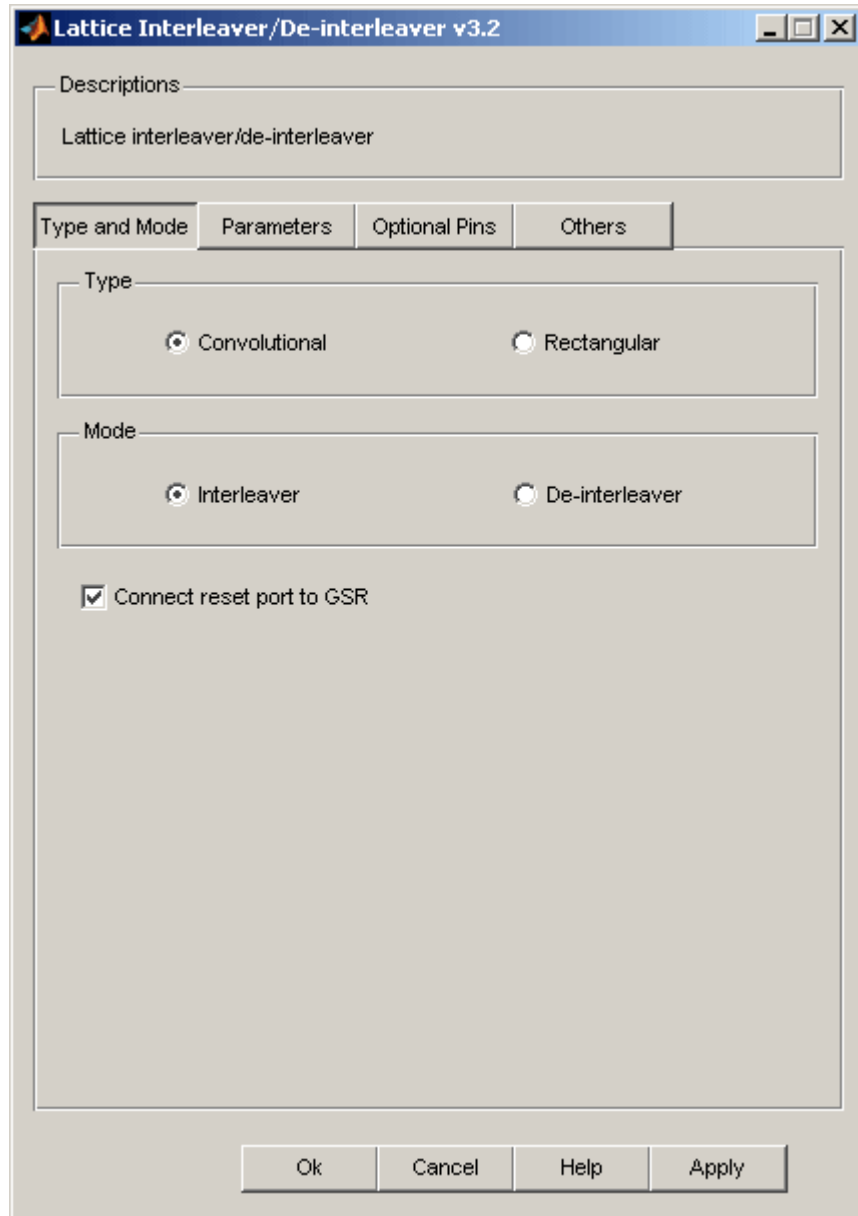 Lattice Interleaver/De-interleaver v3.2
Descriptions
Lattice interleaver/de-interleaver
Type and Mode Parameters Optional Pins Others
Type
Convolutional Rectangular
Mode
Interleaver De-interleaver
Connect reset port to GSR
Ok Cancel Help Apply